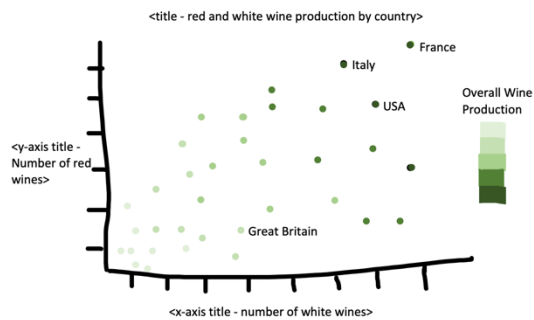 <title - red and white wine production by country>
France
Italy
Overall Wine
Production
USA
<y-axis title -
Number of red
wines>
Great Britain
<x-axis title - number of white wines>